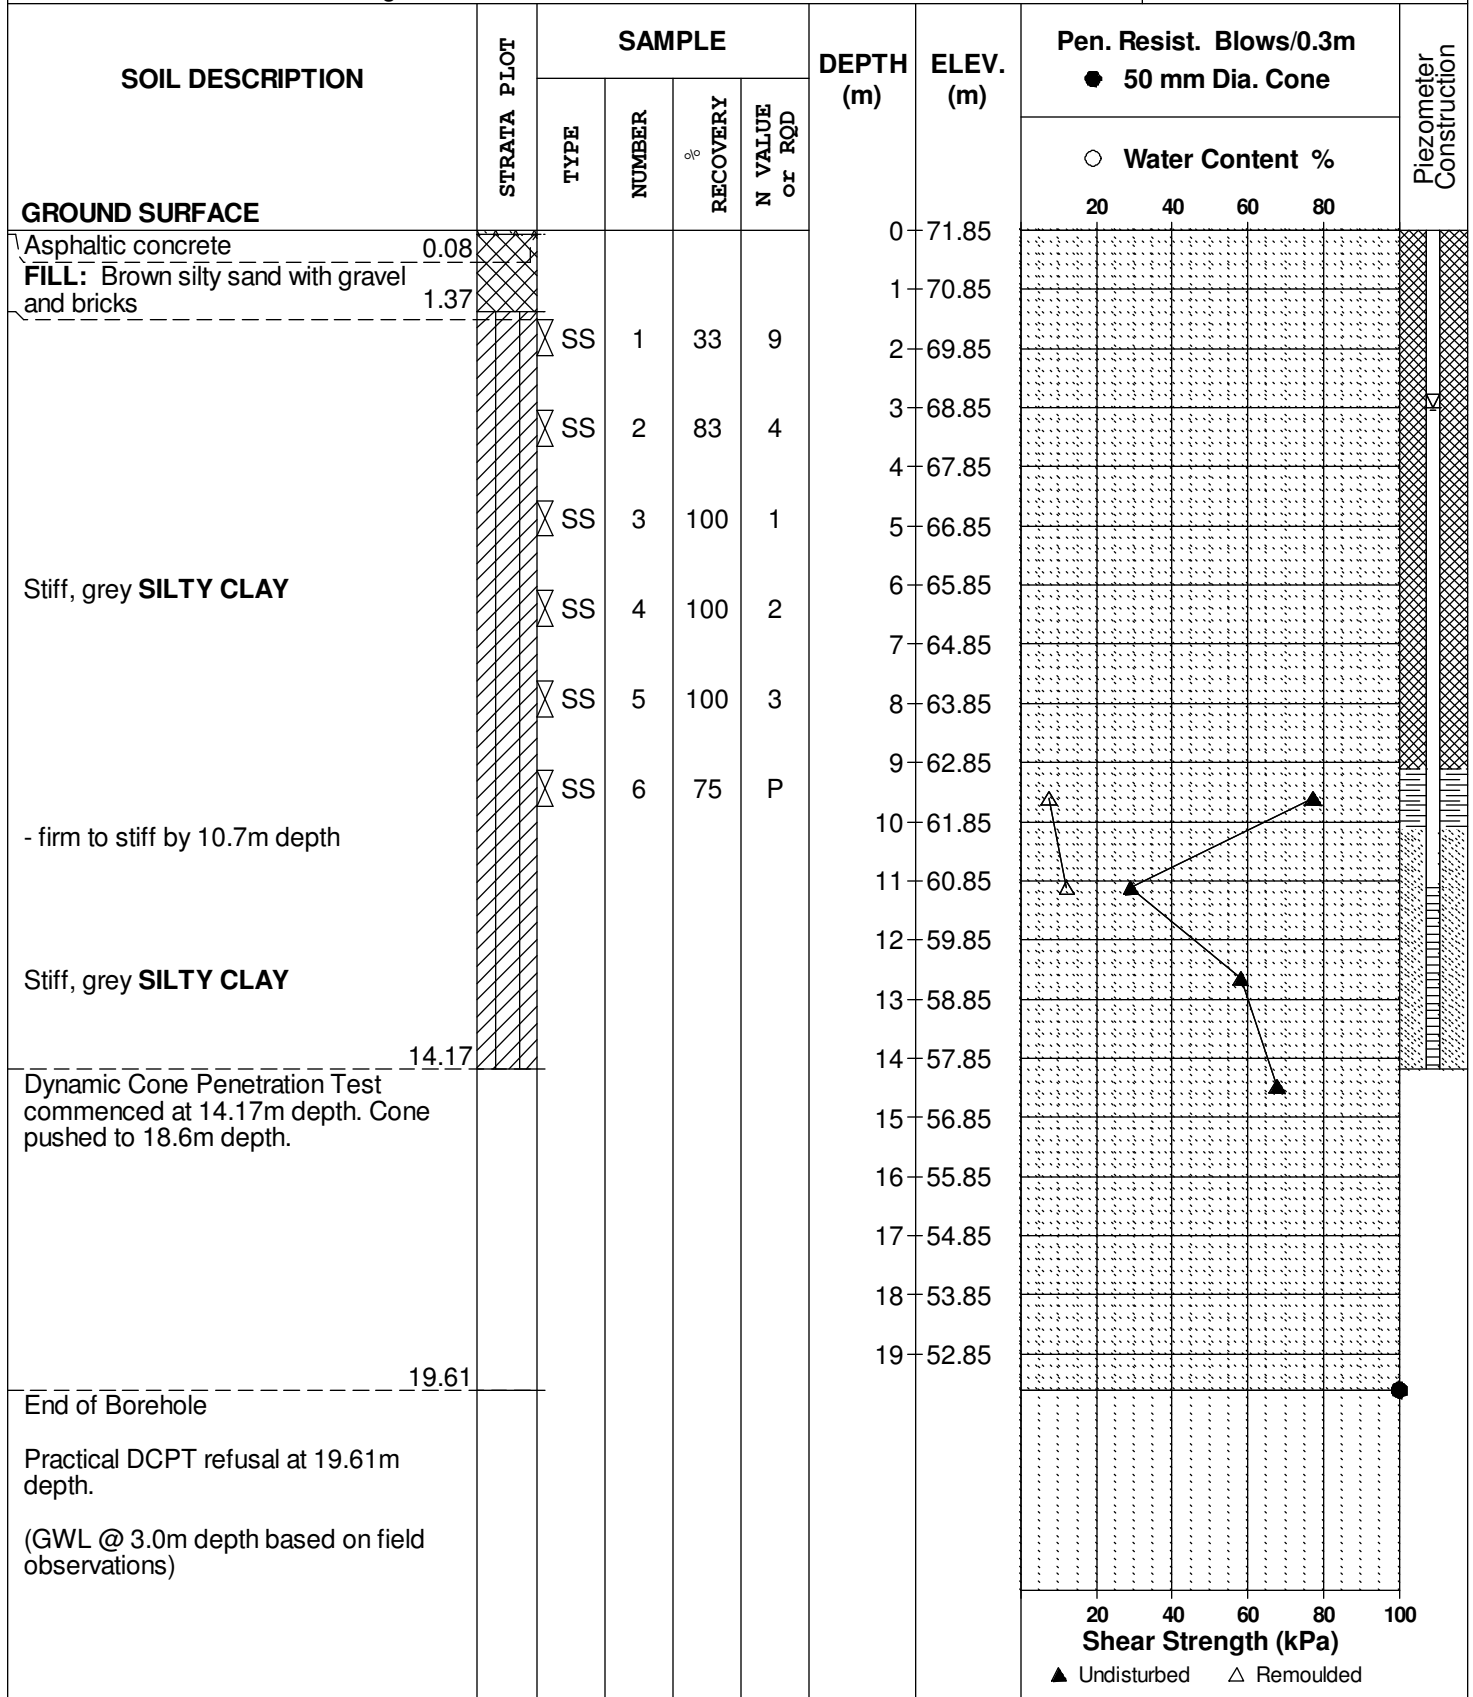 SOIL DESCRIPTION
GROUND SURFACE
STRATA PLOT
SAMPLE
TYPE
NUMBER
% RECOVERY
N VALUE or RQD
DEPTH (m)
ELEV. (m)
Pen. Resist. Blows/0.3m
● 50 mm Dia. Cone
○ Water Content %
20 40 60 80
Piezometer Construction
Asphaltic concrete 0.08
FILL: Brown silty sand with gravel
and bricks 1.37
SS 1 33 9
SS 2 83 4
SS 3 100 1
Stiff, grey SILTY CLAY
SS 4 100 2
SS 5 100 3
SS 6 75 P
- firm to stiff by 10.7m depth
Stiff, grey SILTY CLAY
14.17
Dynamic Cone Penetration Test
commenced at 14.17m depth. Cone
pushed to 18.6m depth.
19.61
End of Borehole
Practical DCPT refusal at 19.61m
depth.
(GWL @ 3.0m depth based on field
observations)
0 71.85
1 70.85
2 69.85
3 68.85
4 67.85
5 66.85
6 65.85
7 64.85
8 63.85
9 62.85
10 61.85
11 60.85
12 59.85
13 58.85
14 57.85
15 56.85
16 55.85
17 54.85
18 53.85
19 52.85
20 40 60 80 100
Shear Strength (kPa)
▲ Undisturbed △ Remoulded